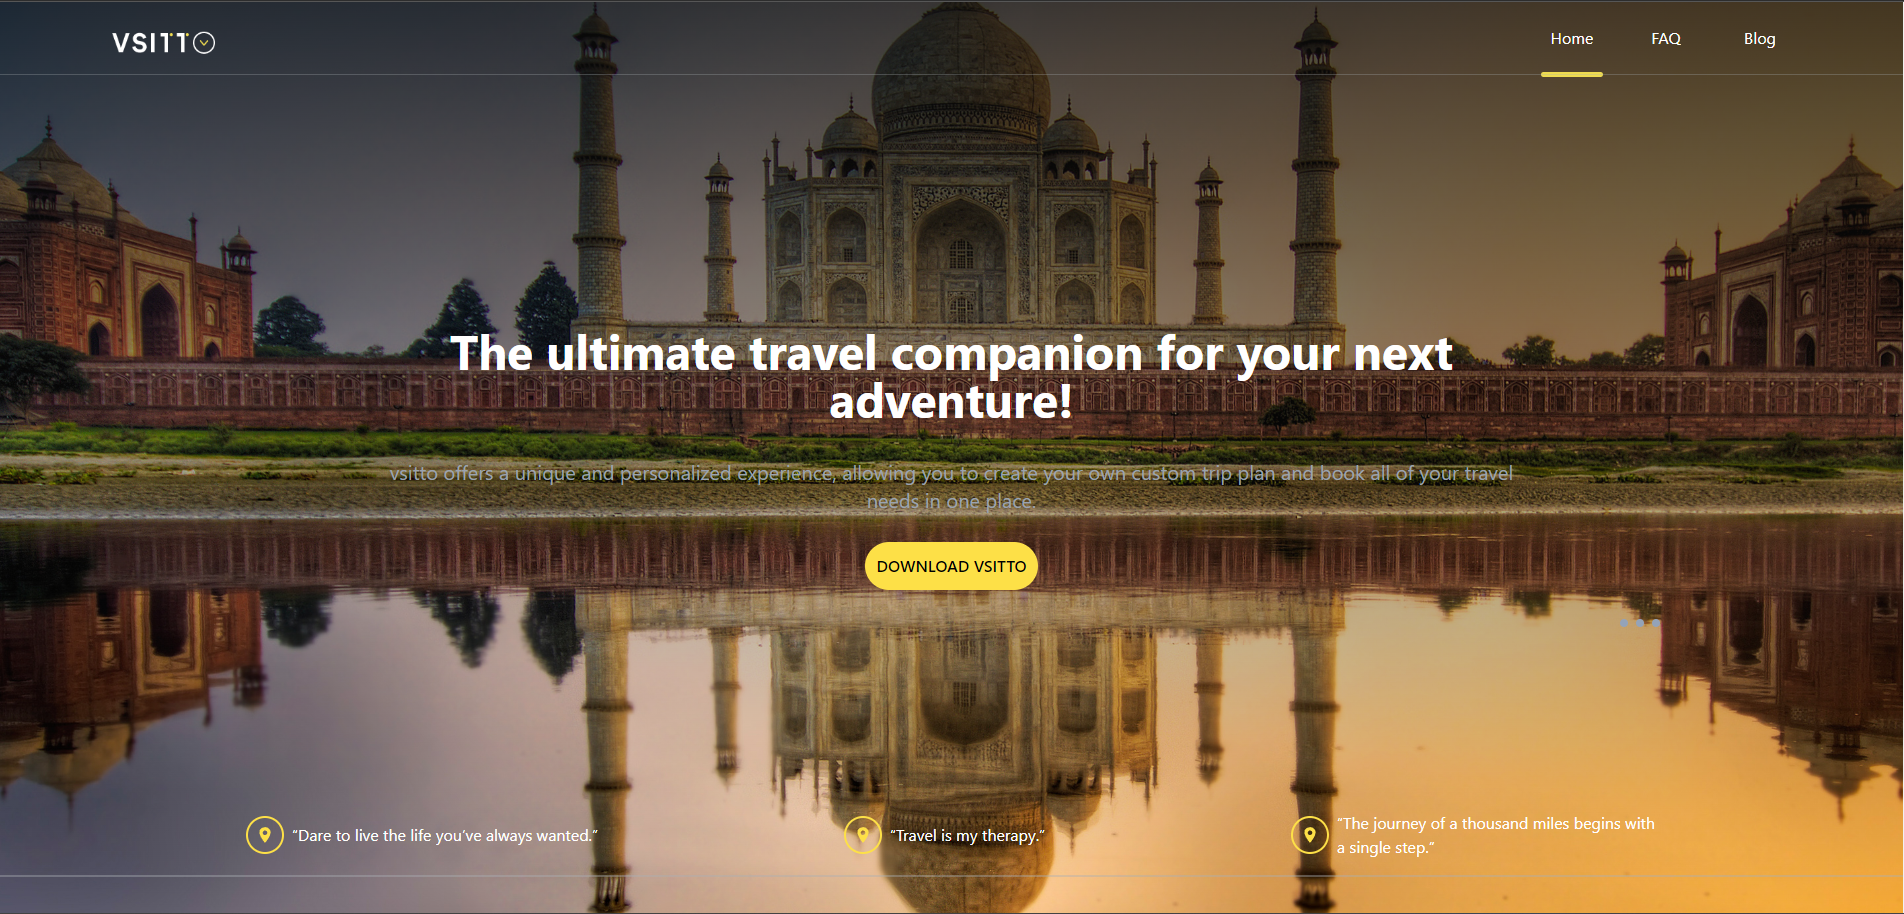 VSITTO
Home
FAQ
Blog
The ultimate travel companion for your next
adventure!
vsitto offers a unique and personalized experience, allowing you to create your own custom trip plan and book all of your travel
needs in one place.
DOWNLOAD VSITTO
“Dare to live the life you’ve always wanted.”
“Travel is my therapy.”
“The journey of a thousand miles begins with
a single step.”